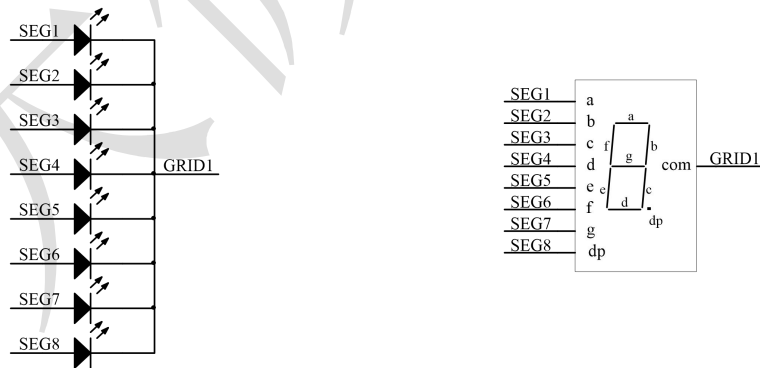 SEG1
SEG2
SEG3
SEG4
GRID1
SEG5
SEG6
SEG7
SEG8
SEG1 a
SEG2 b
SEG3 c
SEG4 d
SEG5 e
SEG6 f
SEG7 g
SEG8 dp
a
f b
g
e c
d
dp
com GRID1